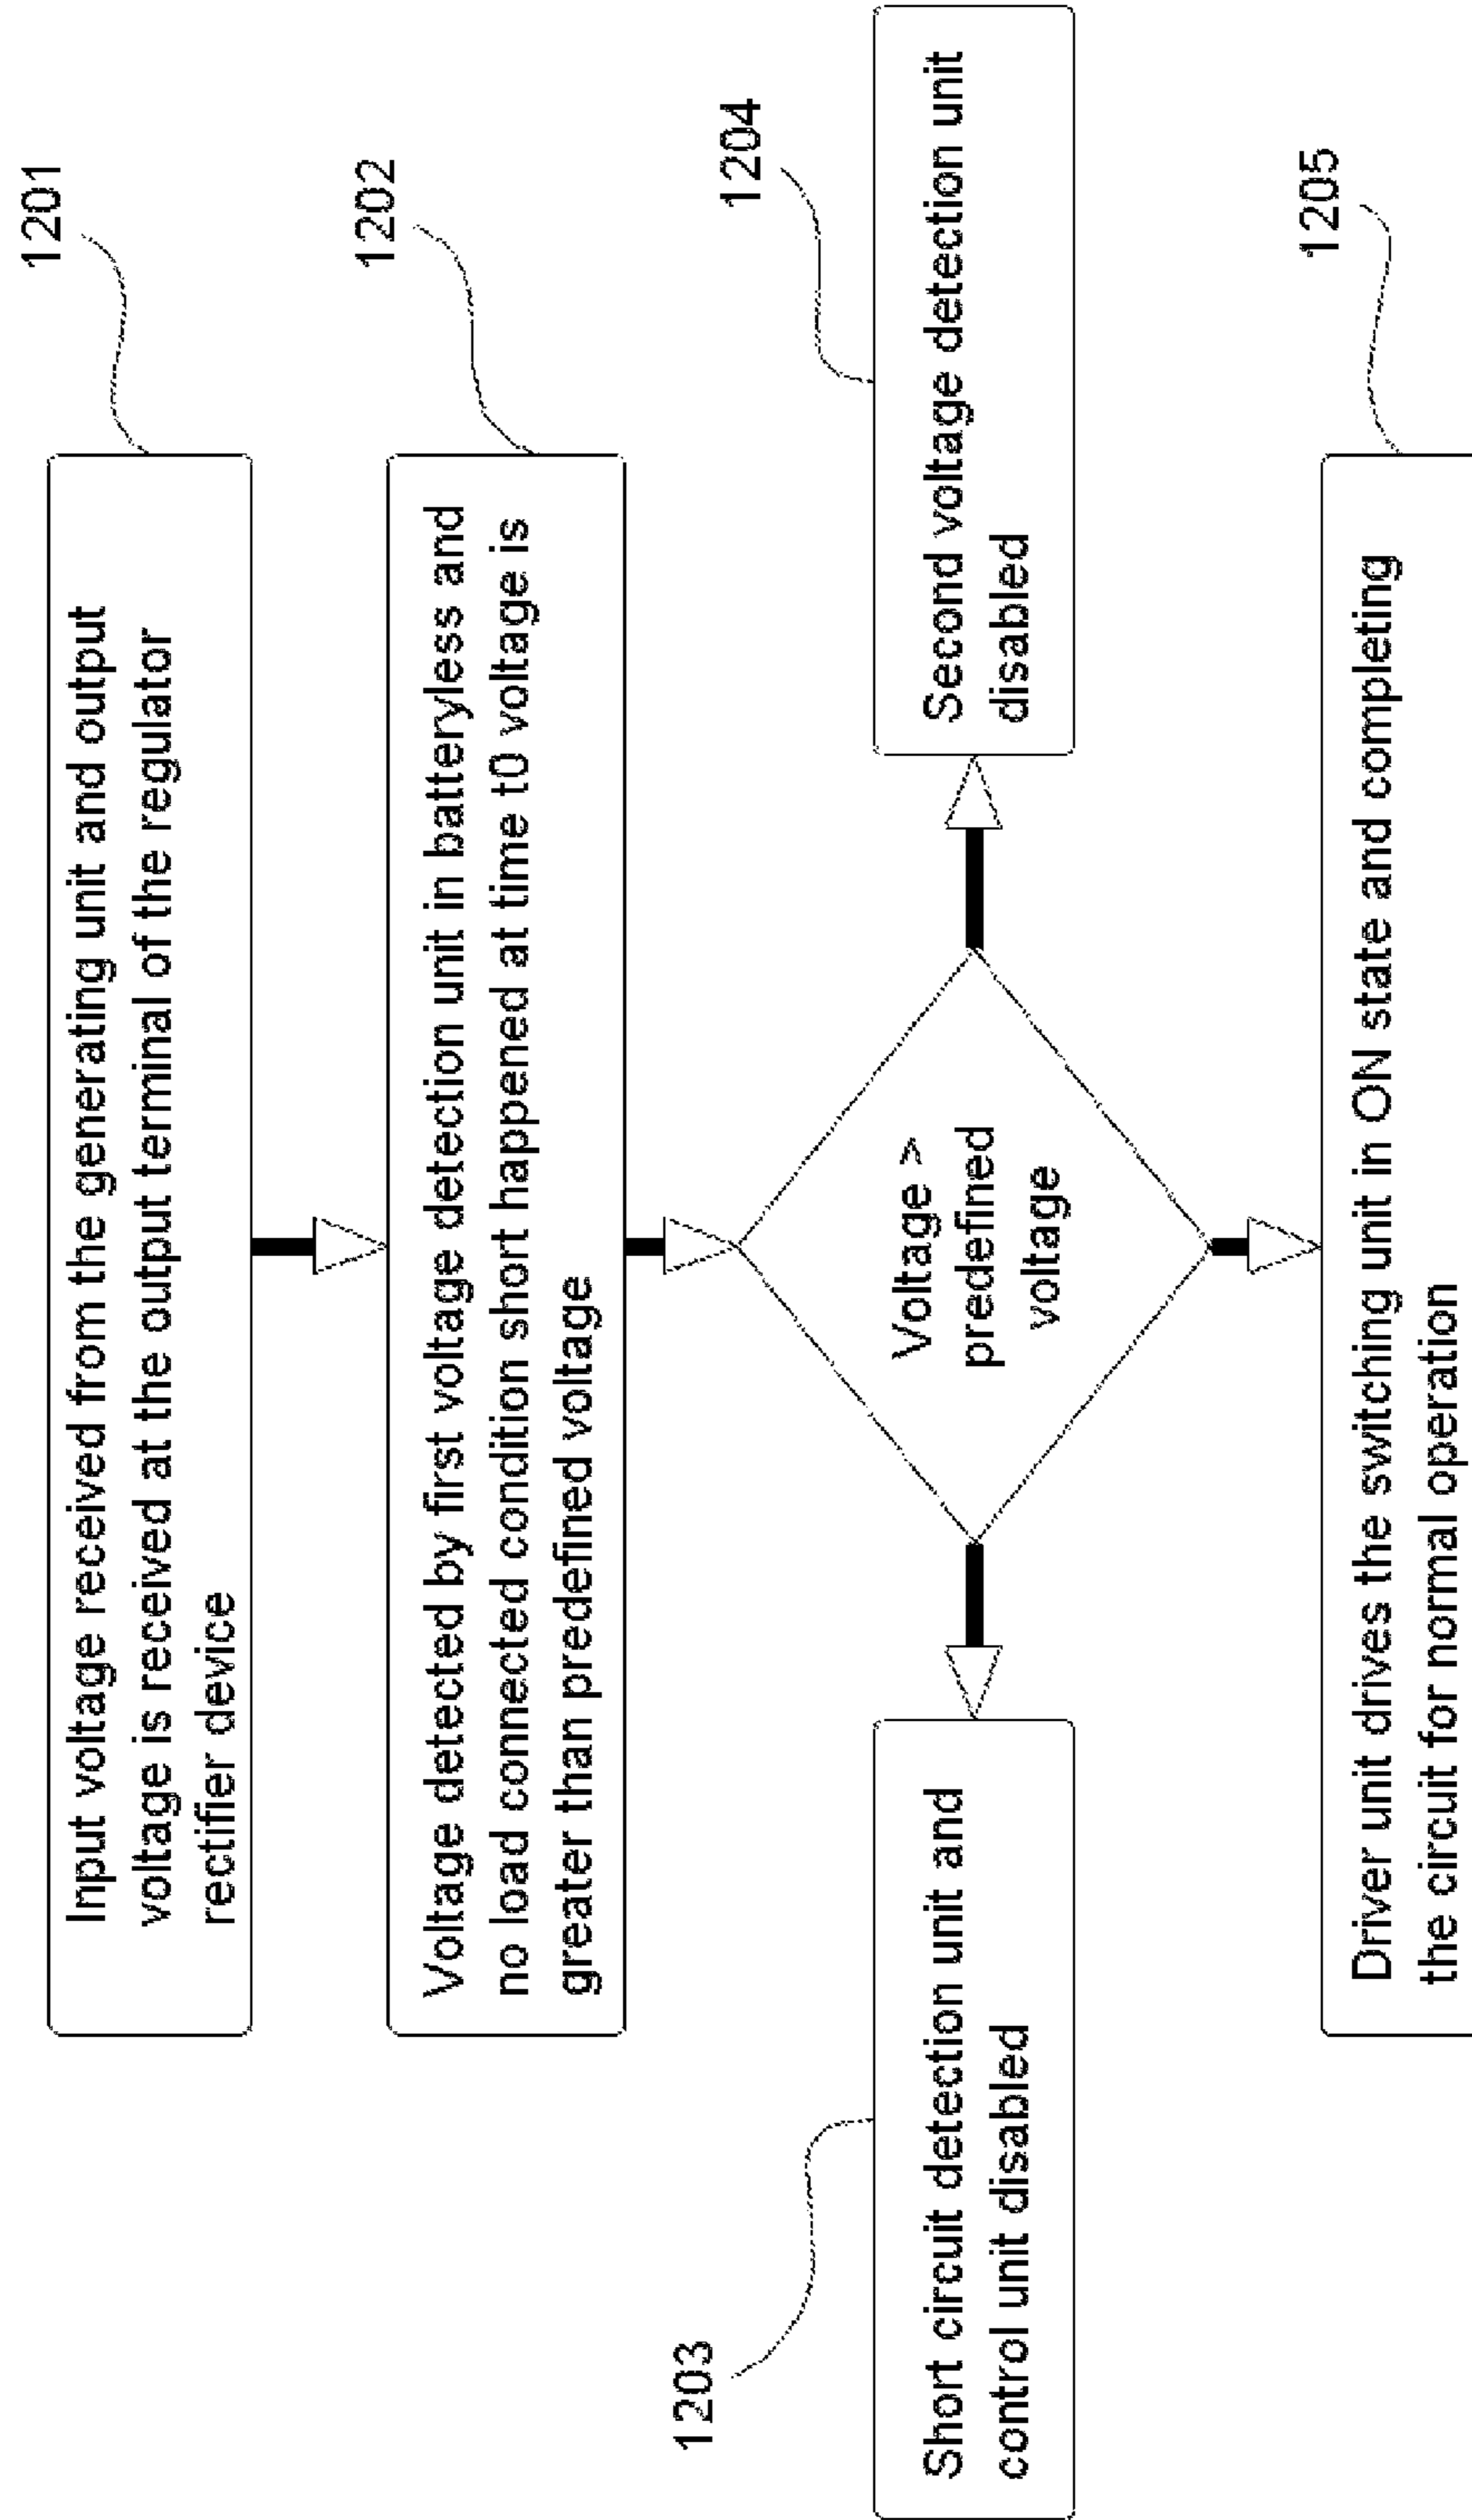 1201
Input voltage received from the generating unit and output
voltage is received at the output terminal of the regulator
rectifier device
1202
Voltage detected by first voltage detection unit in batteryless and
no load connected condition short happened at time t0 voltage is
greater than predefined voltage
Voltage >
predefined
voltage
1203
Short circuit detection unit and
control unit disabled
1204
Second voltage detection unit
disabled
1205
Driver unit drives the switching unit in ON state and completing
the circuit for normal operation